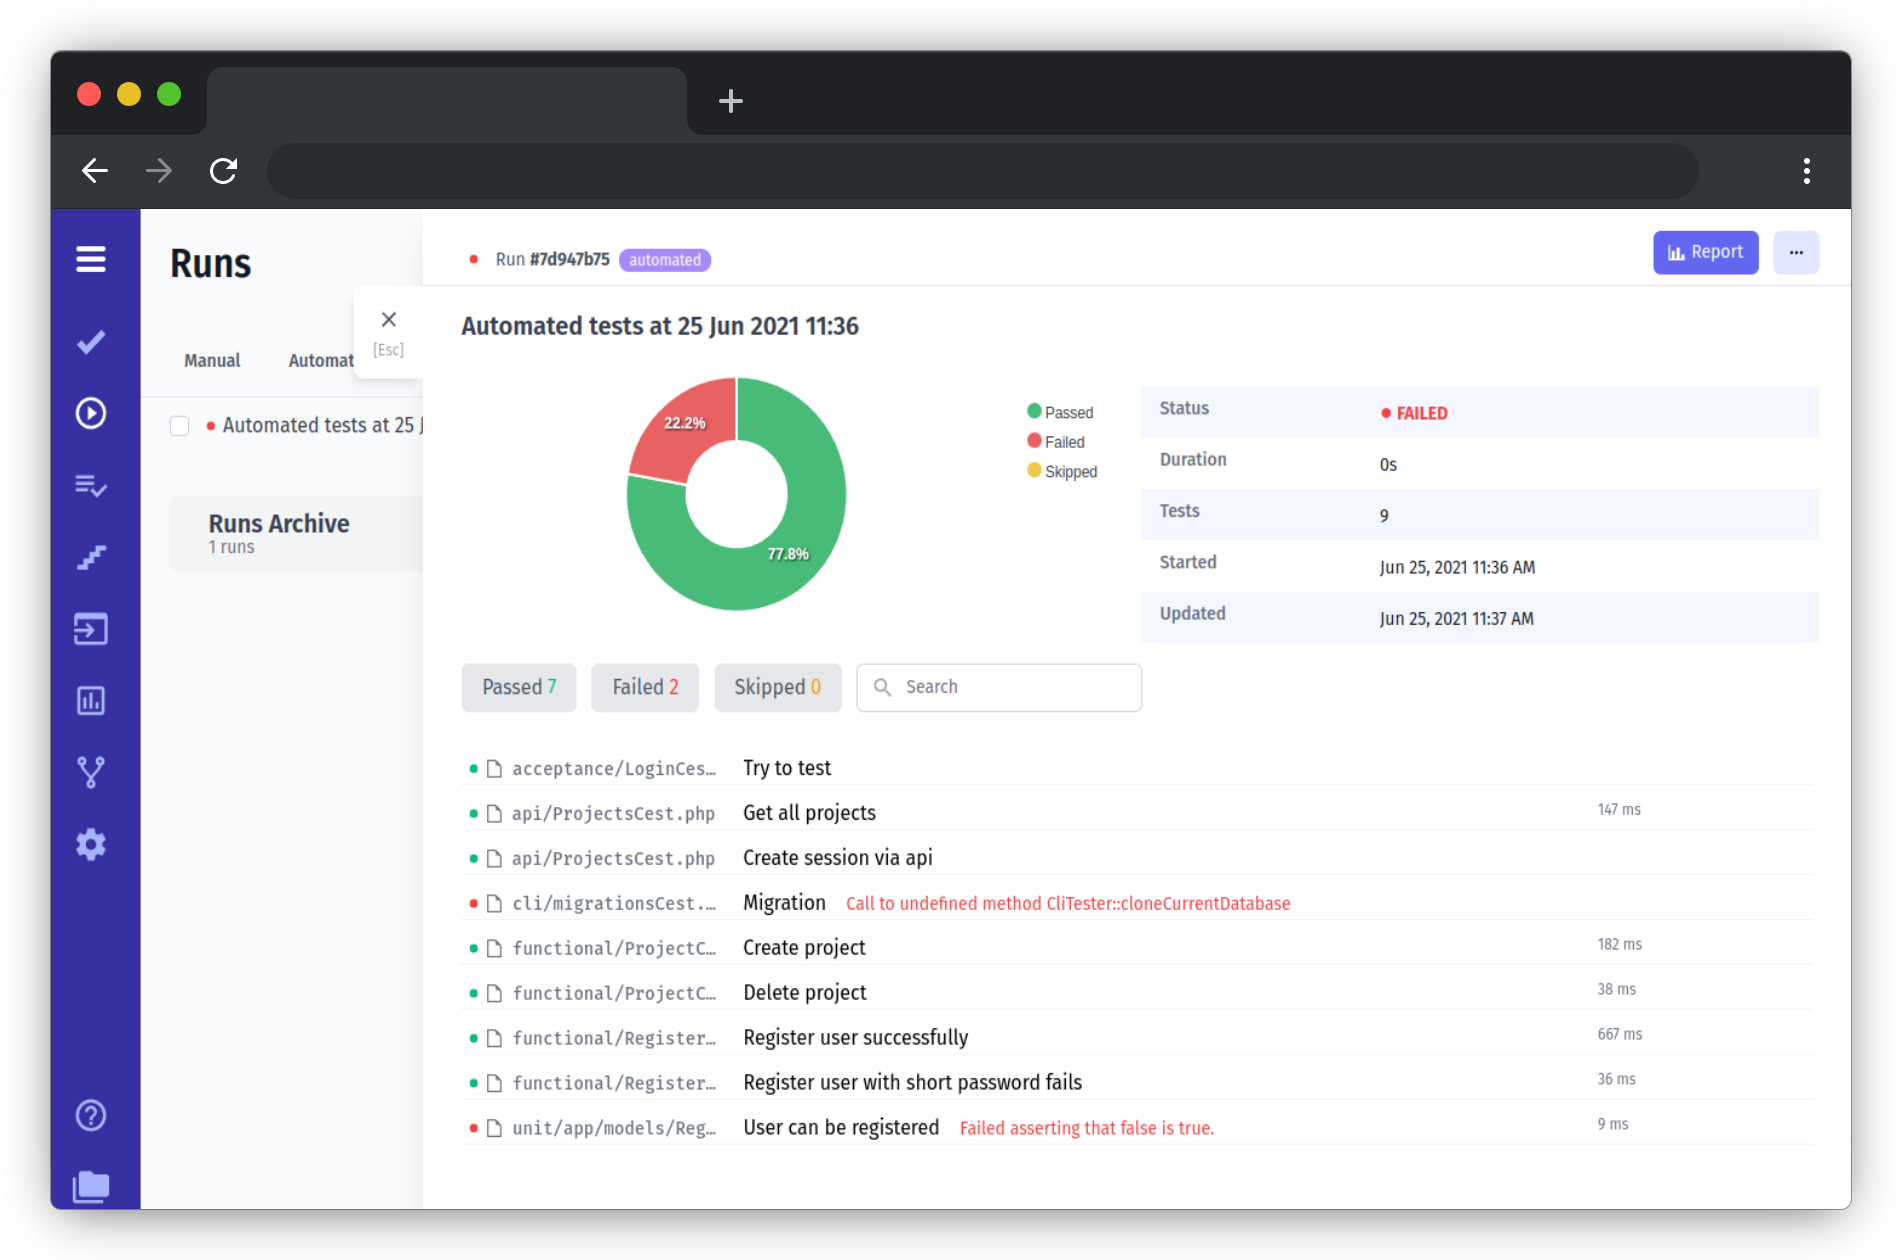 Runs
Manual
Automat
Automated tests at 25 J
Runs Archive
1 runs
×
[Esc]
Run #7d947b75 automated
Report
...
Automated tests at 25 Jun 2021 11:36
22.2%
77.8%
Passed
Failed
Skipped
Status FAILED
Duration 0s
Tests 9
Started Jun 25, 2021 11:36 AM
Updated Jun 25, 2021 11:37 AM
Passed 7
Failed 2
Skipped 0
Search
acceptance/LoginCes… Try to test
api/ProjectsCest.php Get all projects 147 ms
api/ProjectsCest.php Create session via api
cli/migrationsCest.… Migration Call to undefined method CliTester::cloneCurrentDatabase
functional/ProjectC… Create project 182 ms
functional/ProjectC… Delete project 38 ms
functional/Register… Register user successfully 667 ms
functional/Register… Register user with short password fails 36 ms
unit/app/models/Reg… User can be registered Failed asserting that false is true. 9 ms